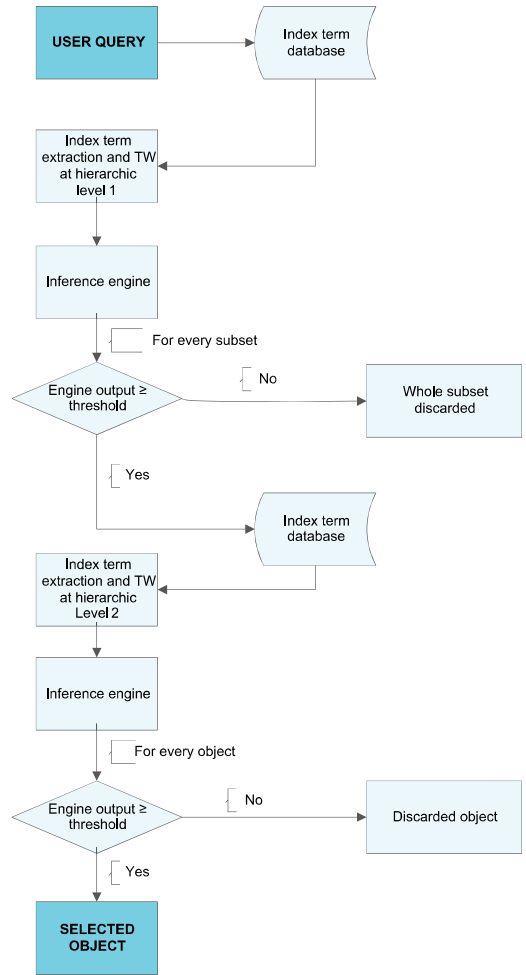 USER QUERY
Index term
database
Index term
extraction and TW
at hierarchic
level 1
Inference engine
For every subset
Engine output ≥
threshold
No
Whole subset
discarded
Yes
Index term
database
Index term
extraction and TW
at hierarchic
Level 2
Inference engine
For every object
Engine output ≥
threshold
No
Discarded object
Yes
SELECTED
OBJECT